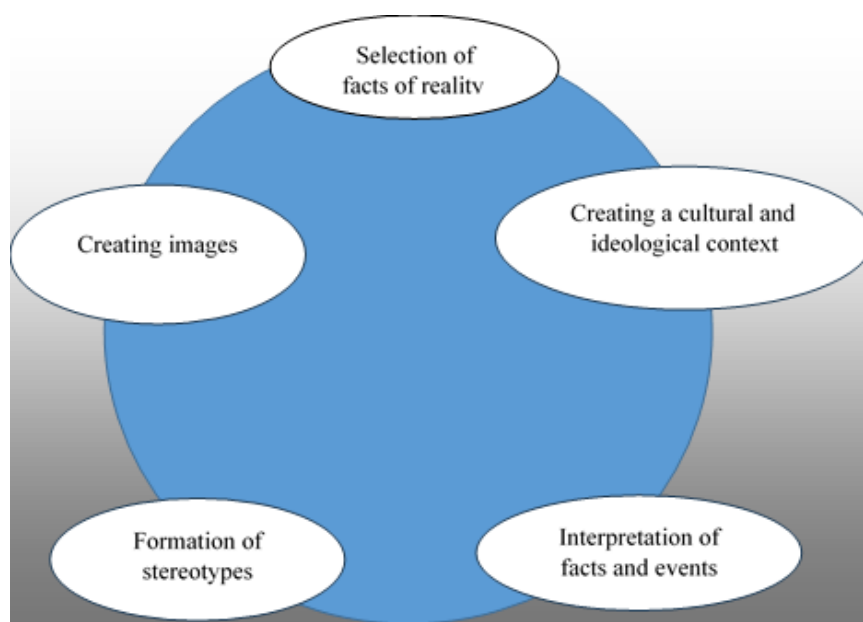 Selection of
facts of reality
Creating a cultural and
ideological context
Creating images
Interpretation of
facts and events
Formation of
stereotypes